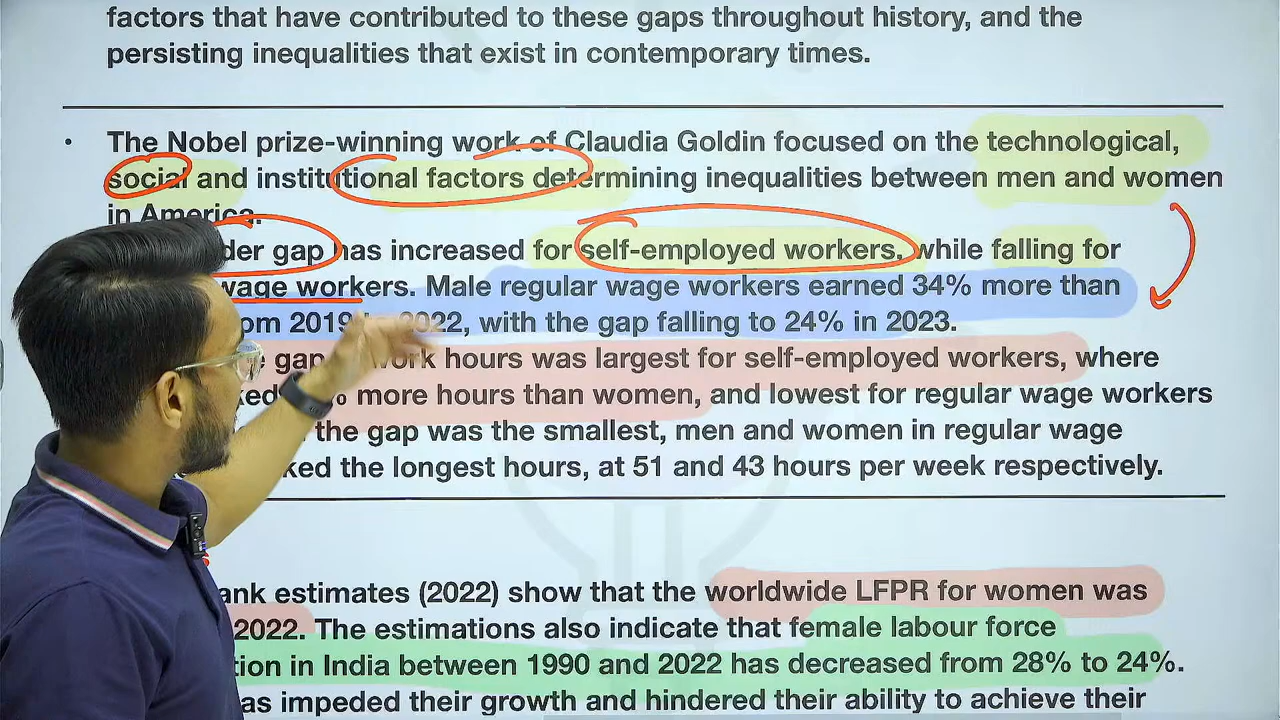 factors that have contributed to these gaps throughout history, and the
persisting inequalities that exist in contemporary times.
• The Nobel prize-winning work of Claudia Goldin focused on the technological,
social and institutional factors determining inequalities between men and women
in America.
der gap has increased for self-employed workers, while falling for
wage workers. Male regular wage workers earned 34% more than
om 2019 to 2022, with the gap falling to 24% in 2023.
gap work hours was largest for self-employed workers, where
ked % more hours than women, and lowest for regular wage workers
the gap was the smallest, men and women in regular wage
ked the longest hours, at 51 and 43 hours per week respectively.
ank estimates (2022) show that the worldwide LFPR for women was
2022. The estimations also indicate that female labour force
tion in India between 1990 and 2022 has decreased from 28% to 24%.
as impeded their growth and hindered their ability to achieve their